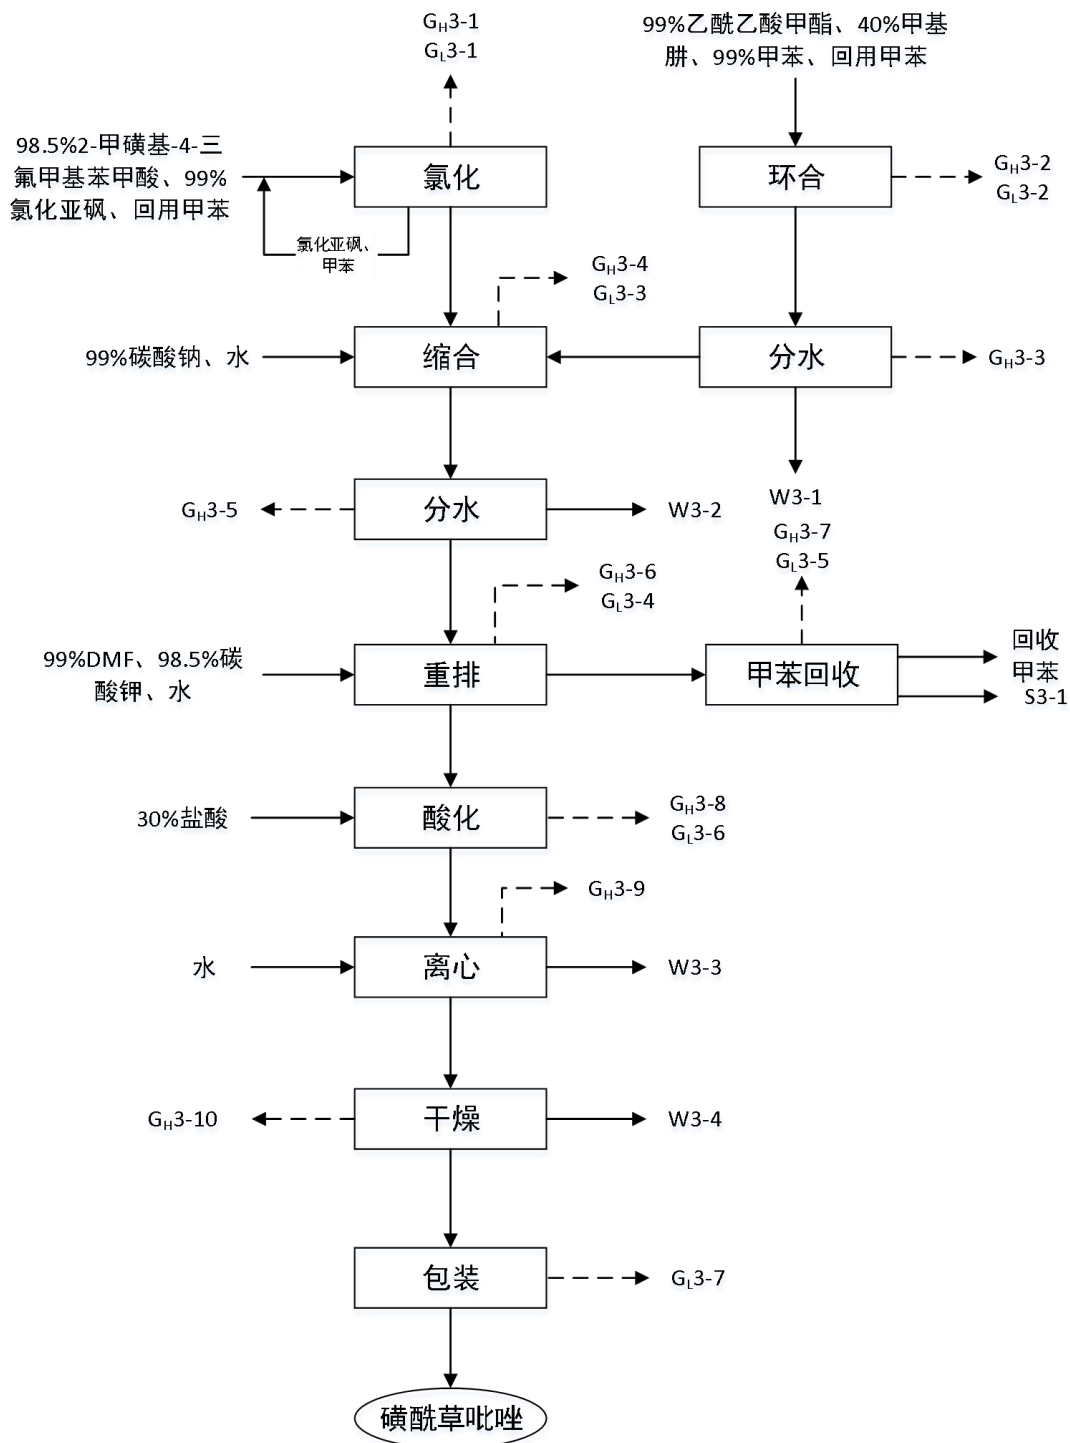 GH3-1
GL3-1
99%乙酰乙酸甲酯、40%甲基
肼、99%甲苯、回用甲苯
98.5%2-甲磺基-4-三
氟甲基苯甲酸、99%
氯化亚砜、回用甲苯
氯化
环合
GH3-2
GL3-2
氯化亚砜、
甲苯
GH3-4
GL3-3
99%碳酸钠、水
缩合
分水
GH3-3
GH3-5
分水
W3-2
W3-1
GH3-7
GL3-5
GH3-6
GL3-4
99%DMF、98.5%碳
酸钾、水
重排
甲苯回收
回收
甲苯
S3-1
30%盐酸
酸化
GH3-8
GL3-6
GH3-9
水
离心
W3-3
GH3-10
干燥
W3-4
包装
GL3-7
磺酰草吡唑